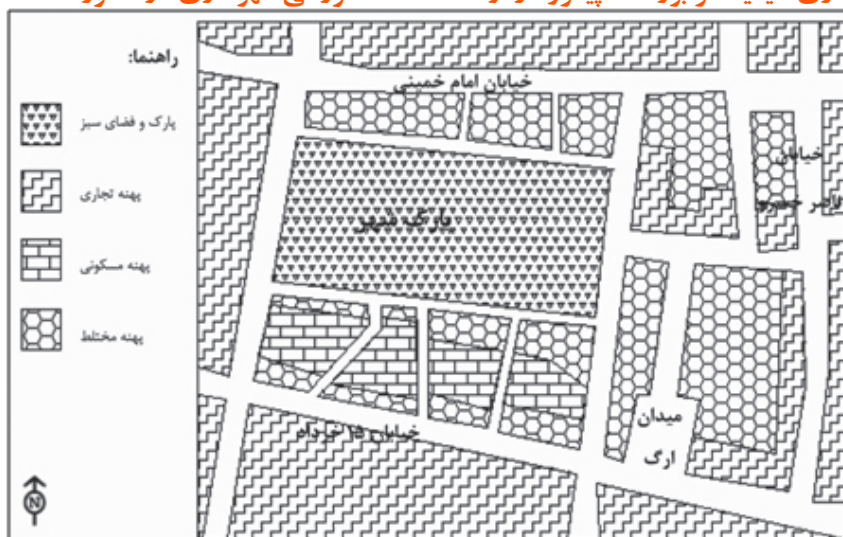 راهنما:
پارک و فضای سبز
پهنه تجاری
پهنه مسکونی
پهنه مختلط
خیابان امام خمینی
خیابان
ناصر خسرو
پارک شهر
میدان
ارگ
خیابان ۱۵ خرداد
N